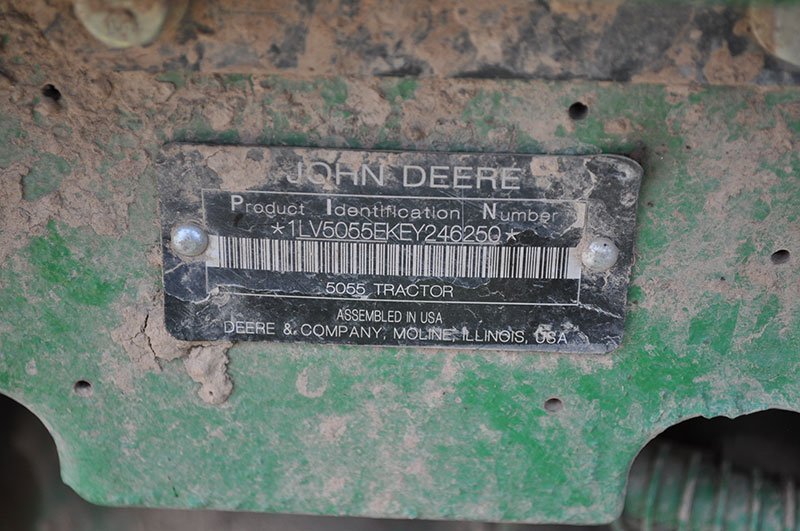 JOHN DEERE
Product Identification Number
*1LV5055EKEY246250*
5055 TRACTOR
ASSEMBLED IN USA
DEERE & COMPANY, MOLINE, ILLINOIS, USA